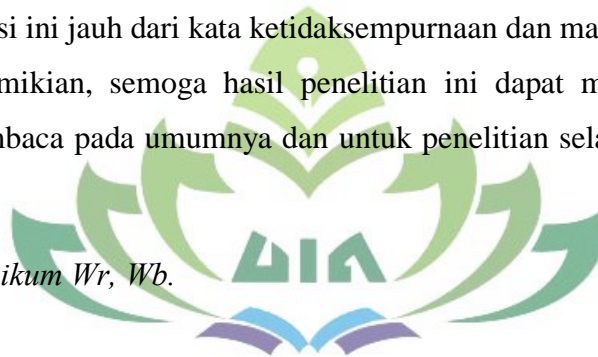 si ini jauh dari kata ketidaksempurnaan dan ma
mikian, semoga hasil penelitian ini dapat m
baca pada umumnya dan untuk penelitian sela
ikum Wr, Wb.
UIN